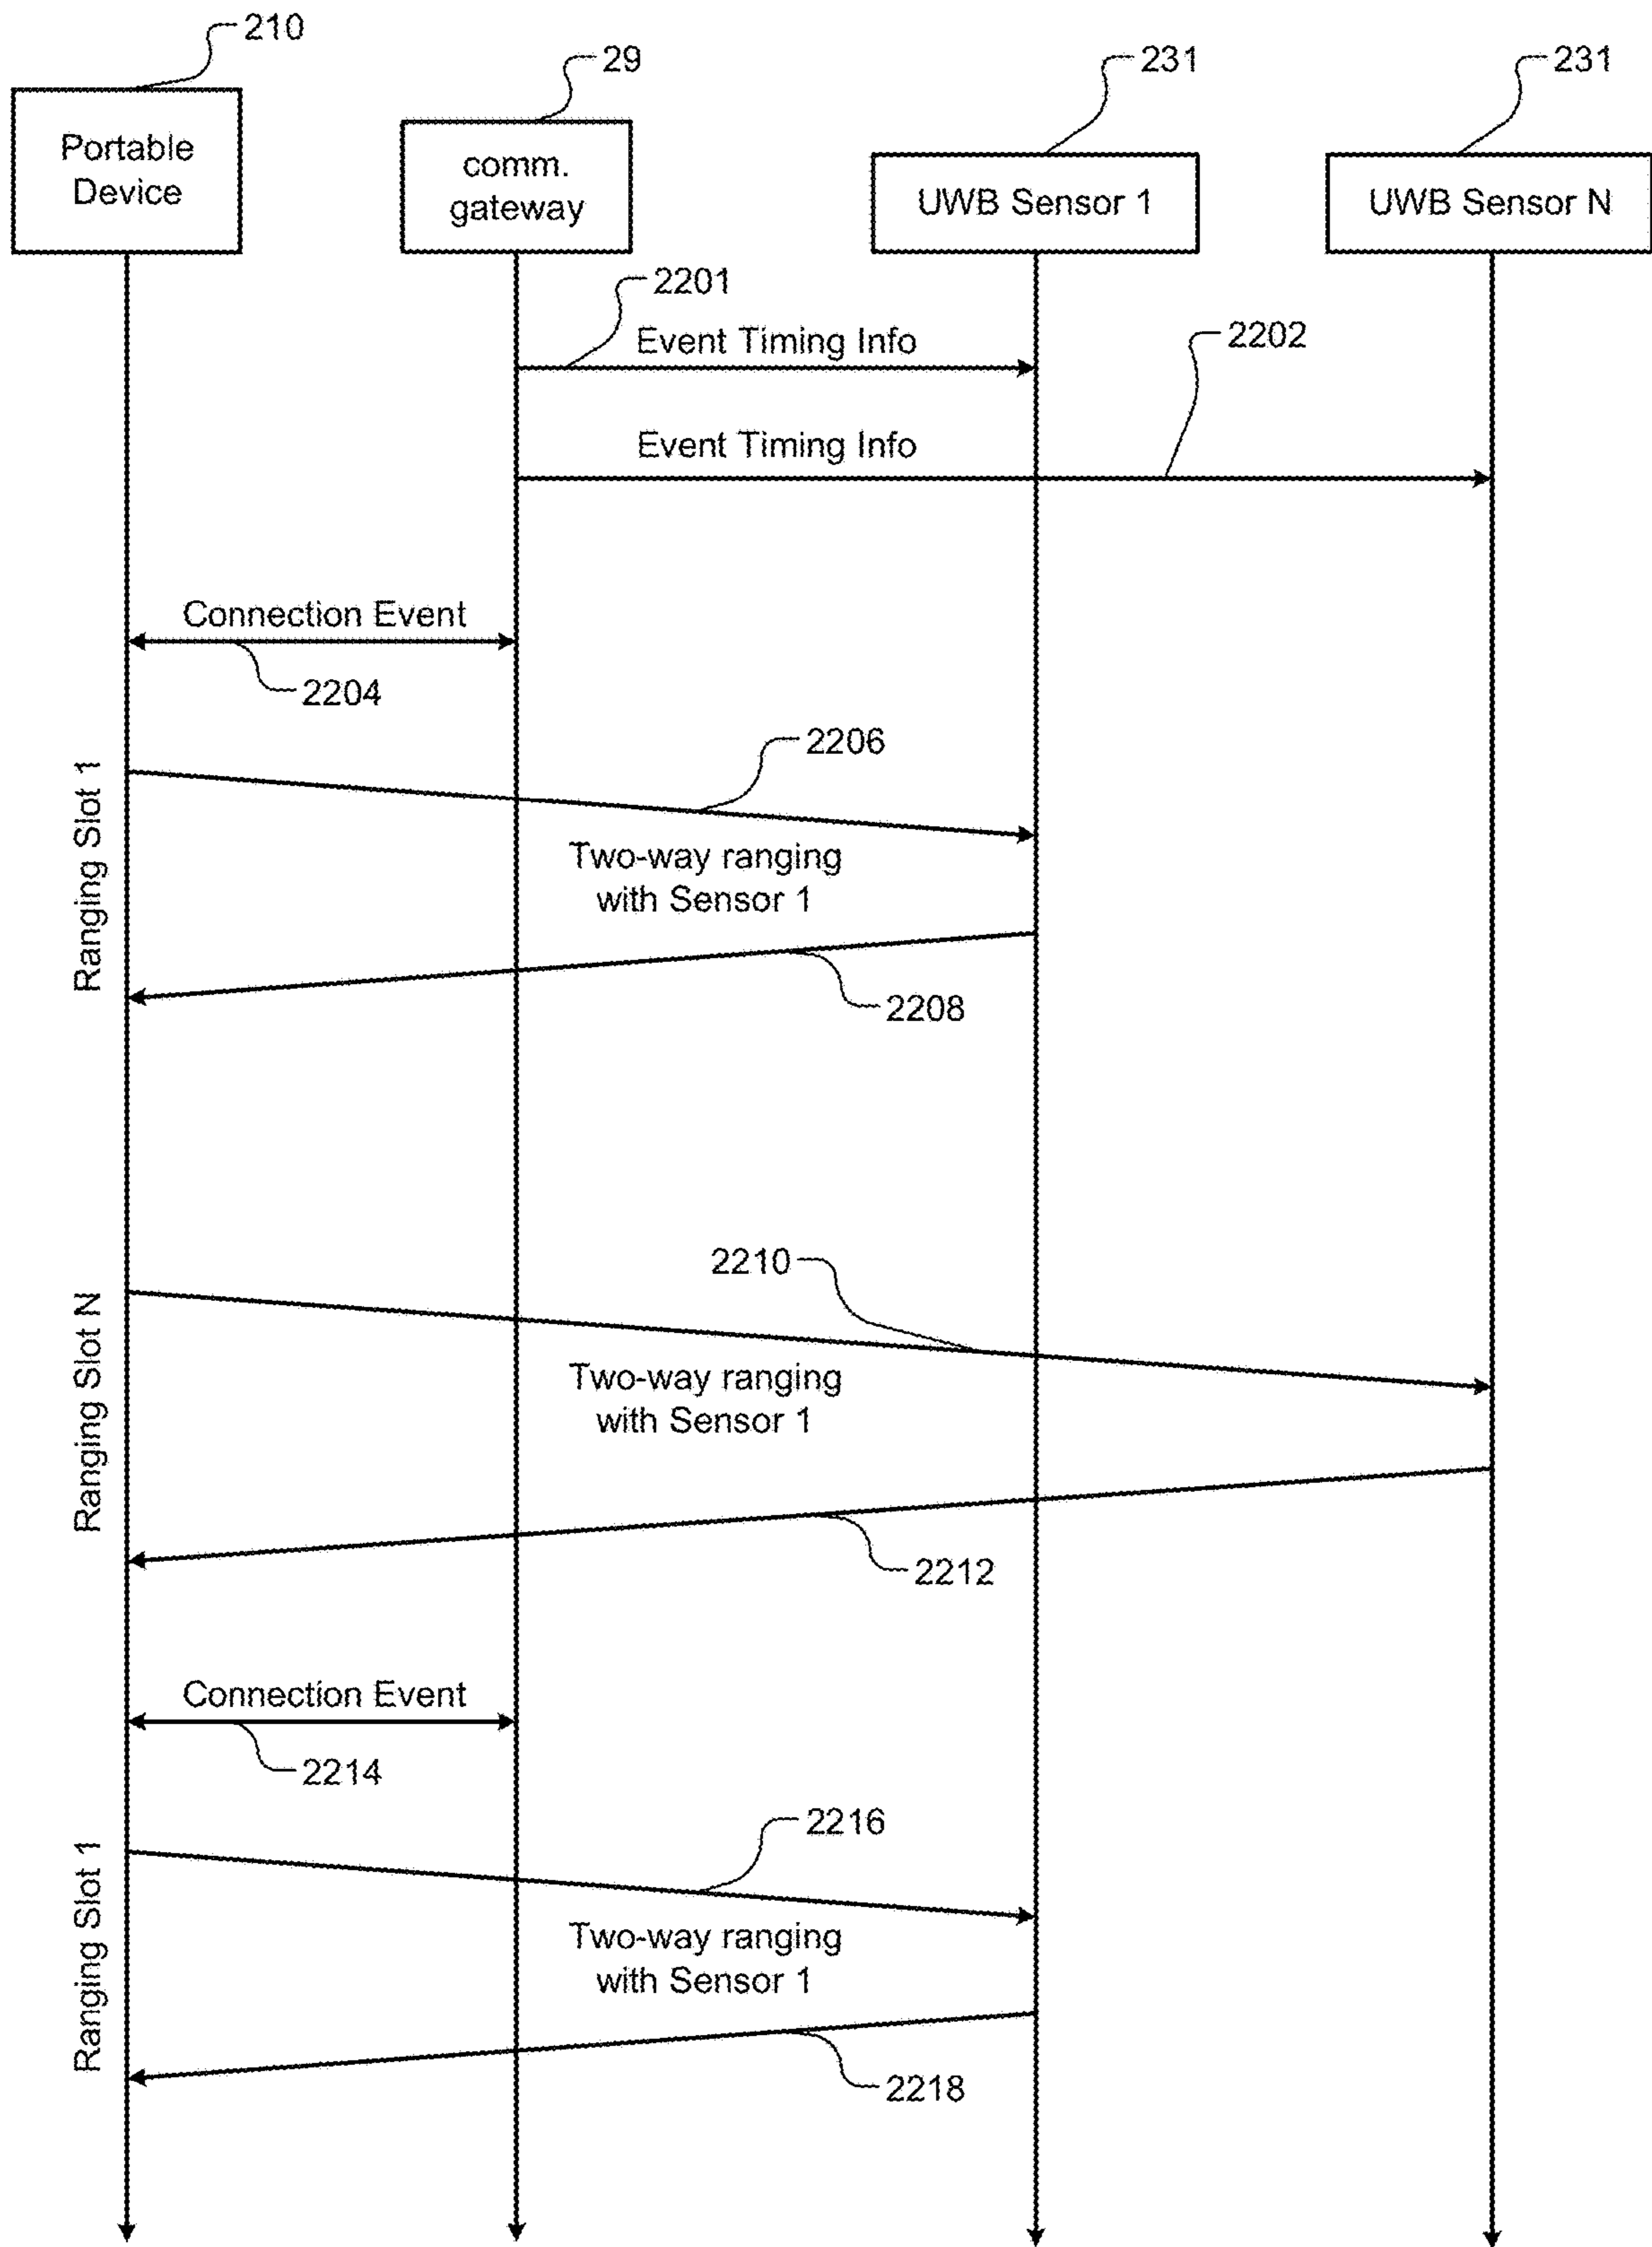 210
29
231
231
Portable
Device
comm.
gateway
UWB Sensor 1
UWB Sensor N
2201
Event Timing Info
2202
Event Timing Info
Connection Event
2204
Ranging Slot 1
2206
Two-way ranging
with Sensor 1
2208
Ranging Slot N
2210
Two-way ranging
with Sensor 1
2212
Connection Event
2214
Ranging Slot 1
2216
Two-way ranging
with Sensor 1
2218